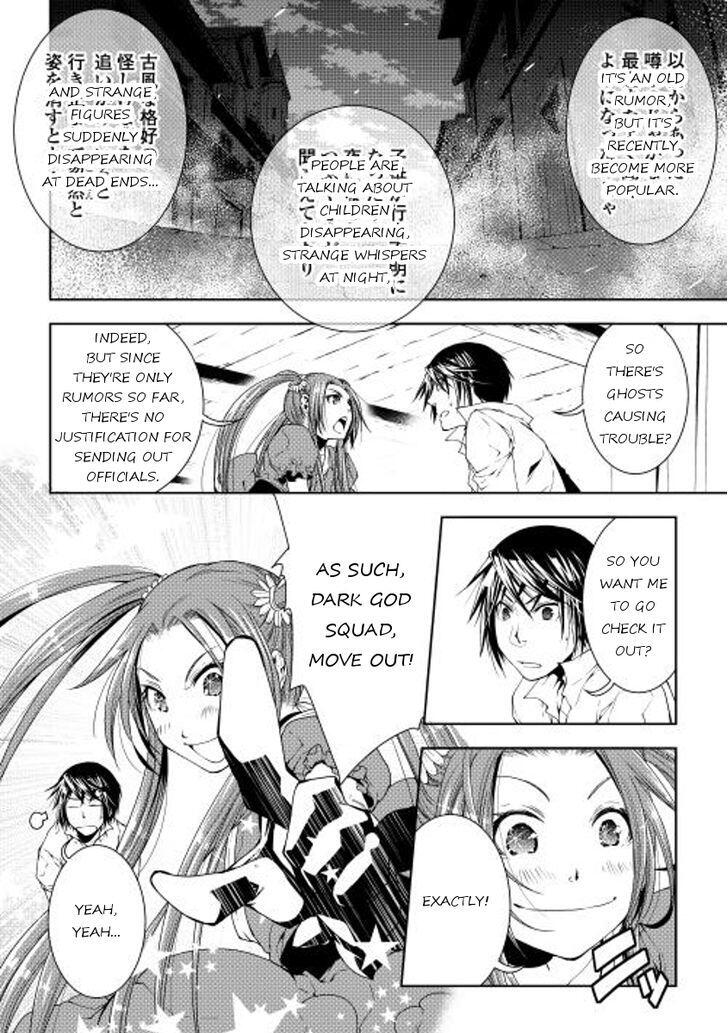 IT'S AN OLD
RUMOR,
BUT IT'S
RECENTLY
BECOME MORE
POPULAR.
PEOPLE ARE
TALKING ABOUT
CHILDREN
DISAPPEARING,
STRANGE WHISPERS
AT NIGHT,
AND STRANGE
FIGURES
SUDDENLY
DISAPPEARING
AT DEAD ENDS...
SO
THERE'S
GHOSTS
CAUSING
TROUBLE?
INDEED,
BUT SINCE
THEY'RE ONLY
RUMORS SO FAR,
THERE'S NO
JUSTIFICATION FOR
SENDING OUT
OFFICIALS.
SO YOU
WANT ME
TO GO
CHECK IT
OUT?
EXACTLY!
ニッ
AS SUCH,
DARK GOD
SQUAD,
MOVE OUT!
YEAH,
YEAH...